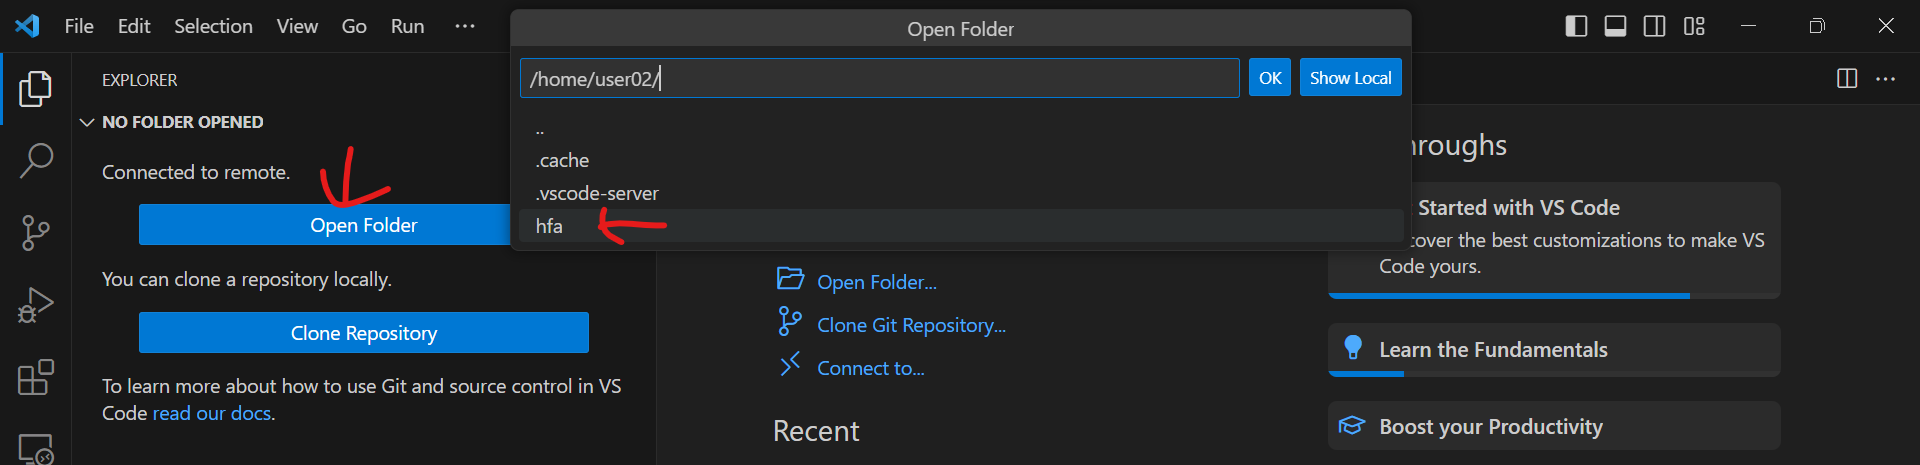 File Edit Selection View Go Run ···
Open Folder
/home/user02/
OK
Show Local
..
.cache
.vscode-server
hfa
EXPLORER
NO FOLDER OPENED
Connected to remote.
Open Folder
You can clone a repository locally.
Clone Repository
To learn more about how to use Git and source control in VS
Code read our docs.
Open Folder...
Clone Git Repository...
Connect to...
Recent
Started with VS Code
cover the best customizations to make VS
Code yours.
Learn the Fundamentals
Boost your Productivity